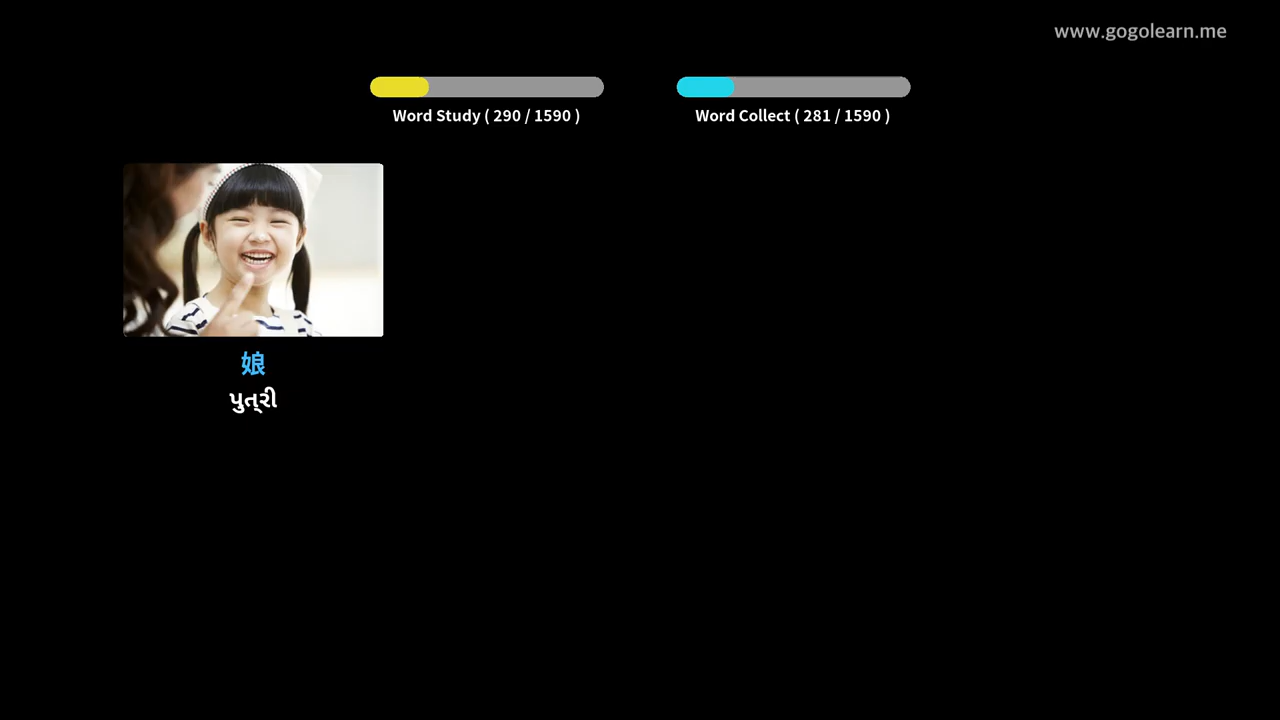 www.gogolearn.me
Word Study ( 290 / 1590 )
Word Collect ( 281 / 1590 )
娘
પુત્રી